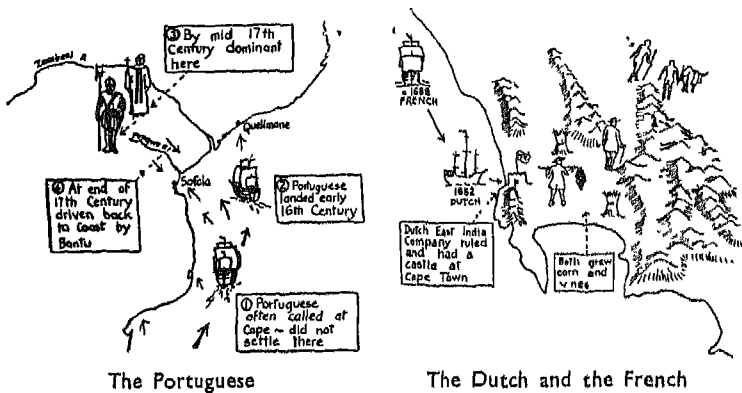 Zambesi R
③ By mid 17th
Century dominant
here
Quelimane
Sofala
④ At end of
17th Century
driven back
to Coast by
Bantu
② Portuguese
landed early
16th Century
① Portuguese
often called at
Cape ~ did not
settle there
The Portuguese
1688
FRENCH
1652
DUTCH
Dutch East India
Company ruled
and had a
castle at
Cape Town
Both grew
corn and
vines
The Dutch and the French